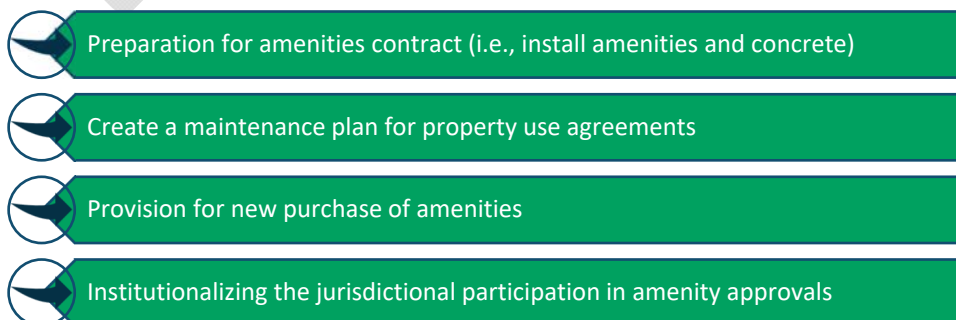 Preparation for amenities contract (i.e., install amenities and concrete)
Create a maintenance plan for property use agreements
Provision for new purchase of amenities
Institutionalizing the jurisdictional participation in amenity approvals